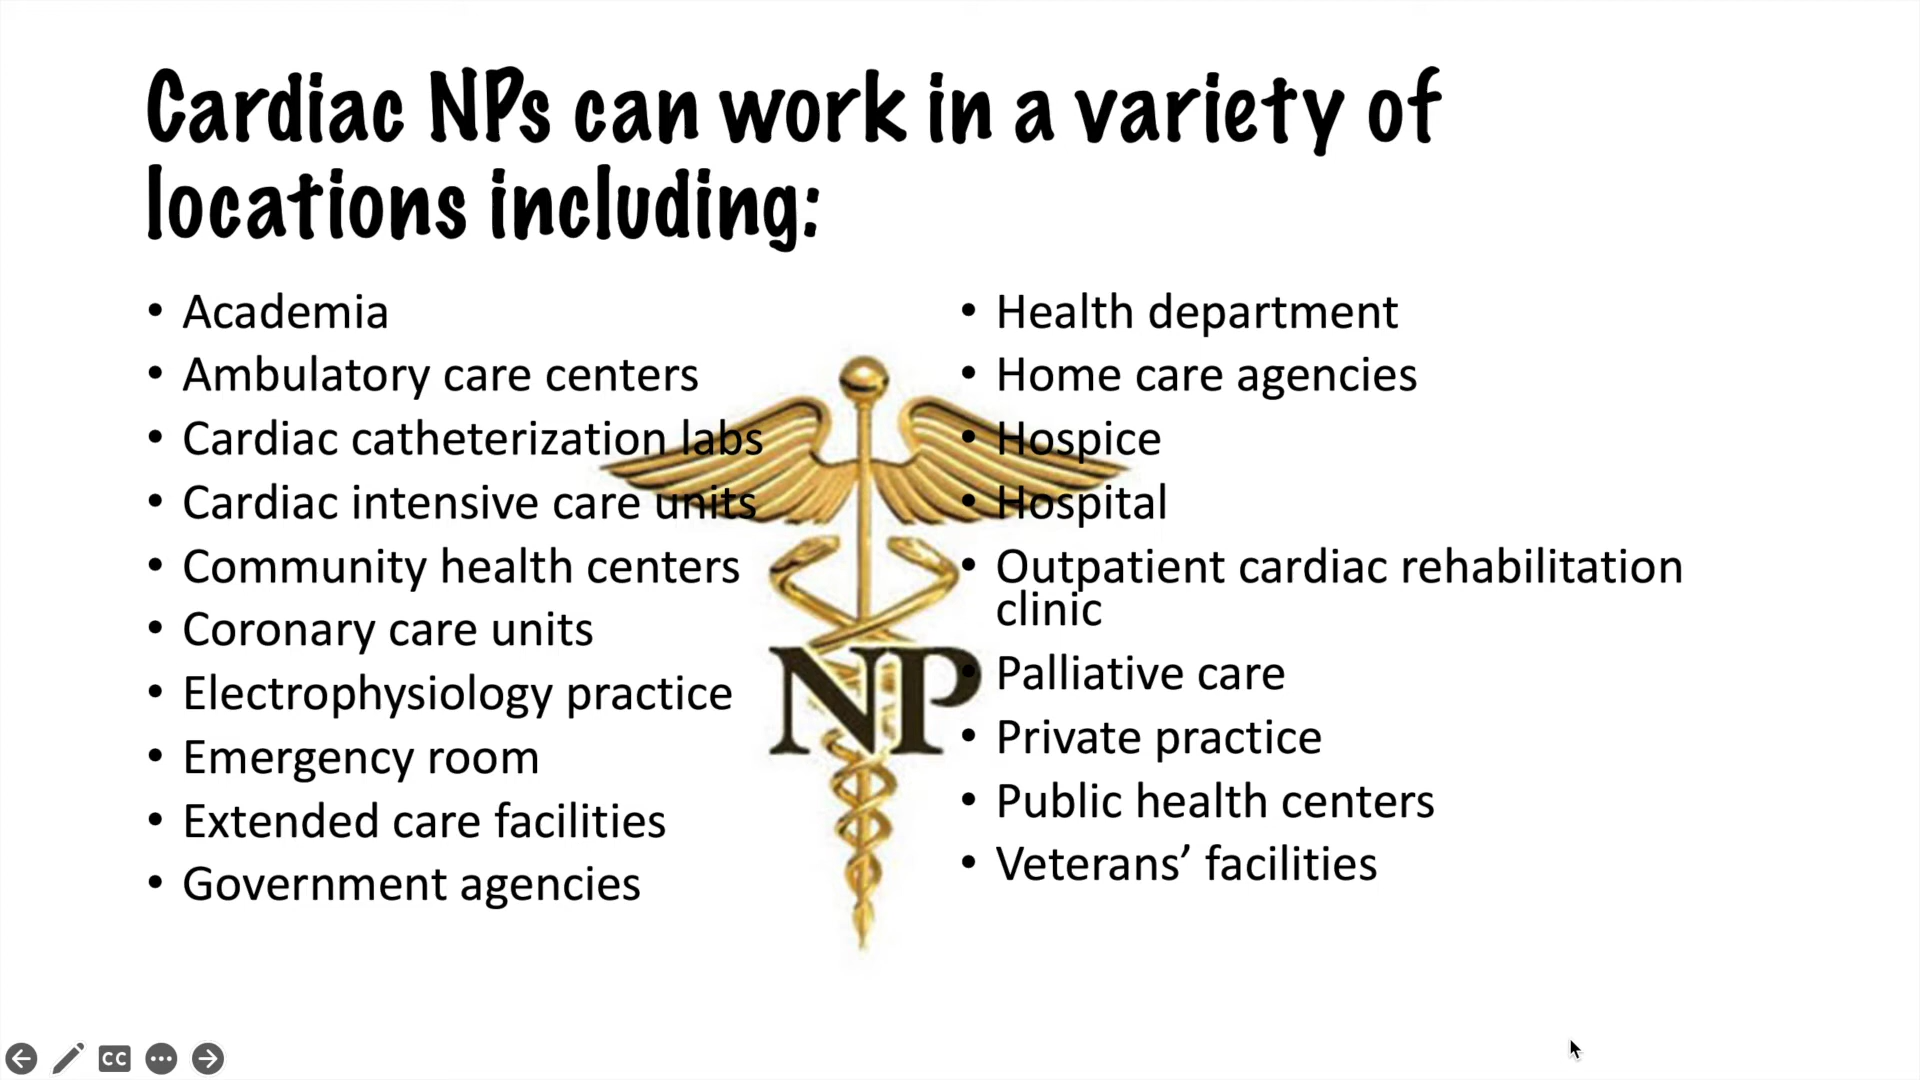 Cardiac NPs can work in a variety of
locations including:
• Academia
• Ambulatory care centers
• Cardiac catheterization labs
• Cardiac intensive care units
• Community health centers
• Coronary care units
• Electrophysiology practice
• Emergency room
• Extended care facilities
• Government agencies
• Health department
• Home care agencies
• Hospice
• Hospital
• Outpatient cardiac rehabilitation
clinic
• Palliative care
• Private practice
• Public health centers
• Veterans’ facilities
NP
CC